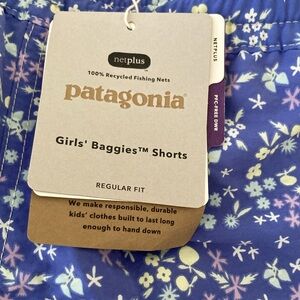 netplus®
100% Recycled Fishing Nets
patagonia®
Girls' Baggies™ Shorts
REGULAR FIT
We make responsible, durable
kids' clothes built to last long
enough to hand down
NETPLUS
PFC-FREE DWR